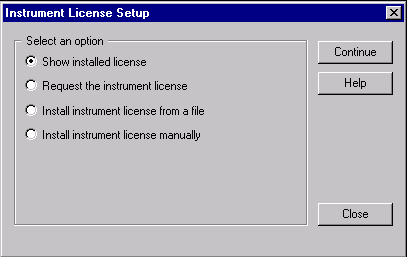 Instrument License Setup
Select an option
Show installed license
Request the instrument license
Install instrument license from a file
Install instrument license manually
Continue
Help
Close